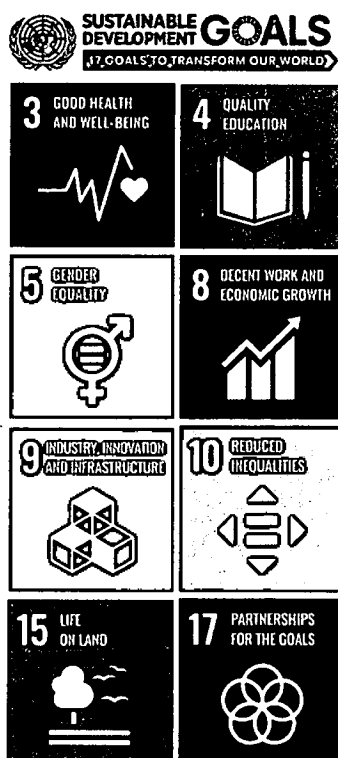 SUSTAINABLE
DEVELOPMENT GOALS
17 GOALS TO TRANSFORM OUR WORLD
3 GOOD HEALTH
AND WELL-BEING
4 QUALITY
EDUCATION
5 GENDER
EQUALITY
8 DECENT WORK AND
ECONOMIC GROWTH
9 INDUSTRY, INNOVATION
AND INFRASTRUCTURE
10 REDUCED
INEQUALITIES
15 LIFE
ON LAND
17 PARTNERSHIPS
FOR THE GOALS